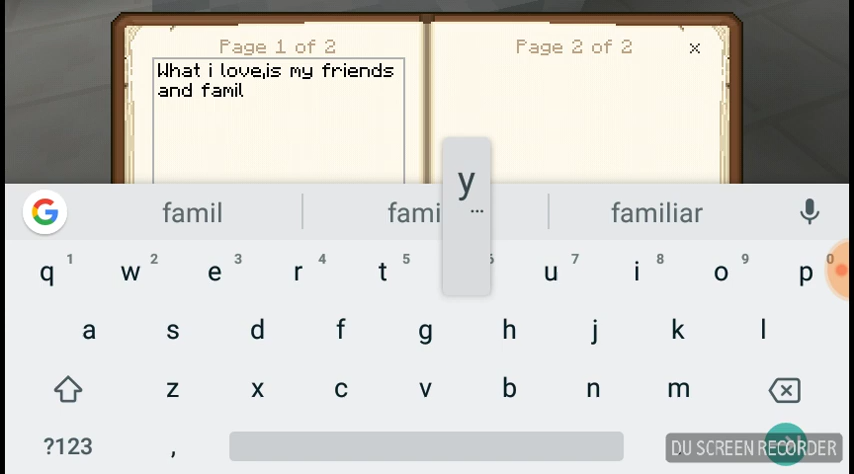 Page 1 of 2
Page 2 of 2
x
What i love,is my friends
and famil
y
...
famil
fami
familiar
q 1 w 2 e 3 r 4 t 5 6 u 7 i 8 o 9 p 0
a s d f g h j k l
z x c v b n m
?123 ,
DU SCREEN RECORDER